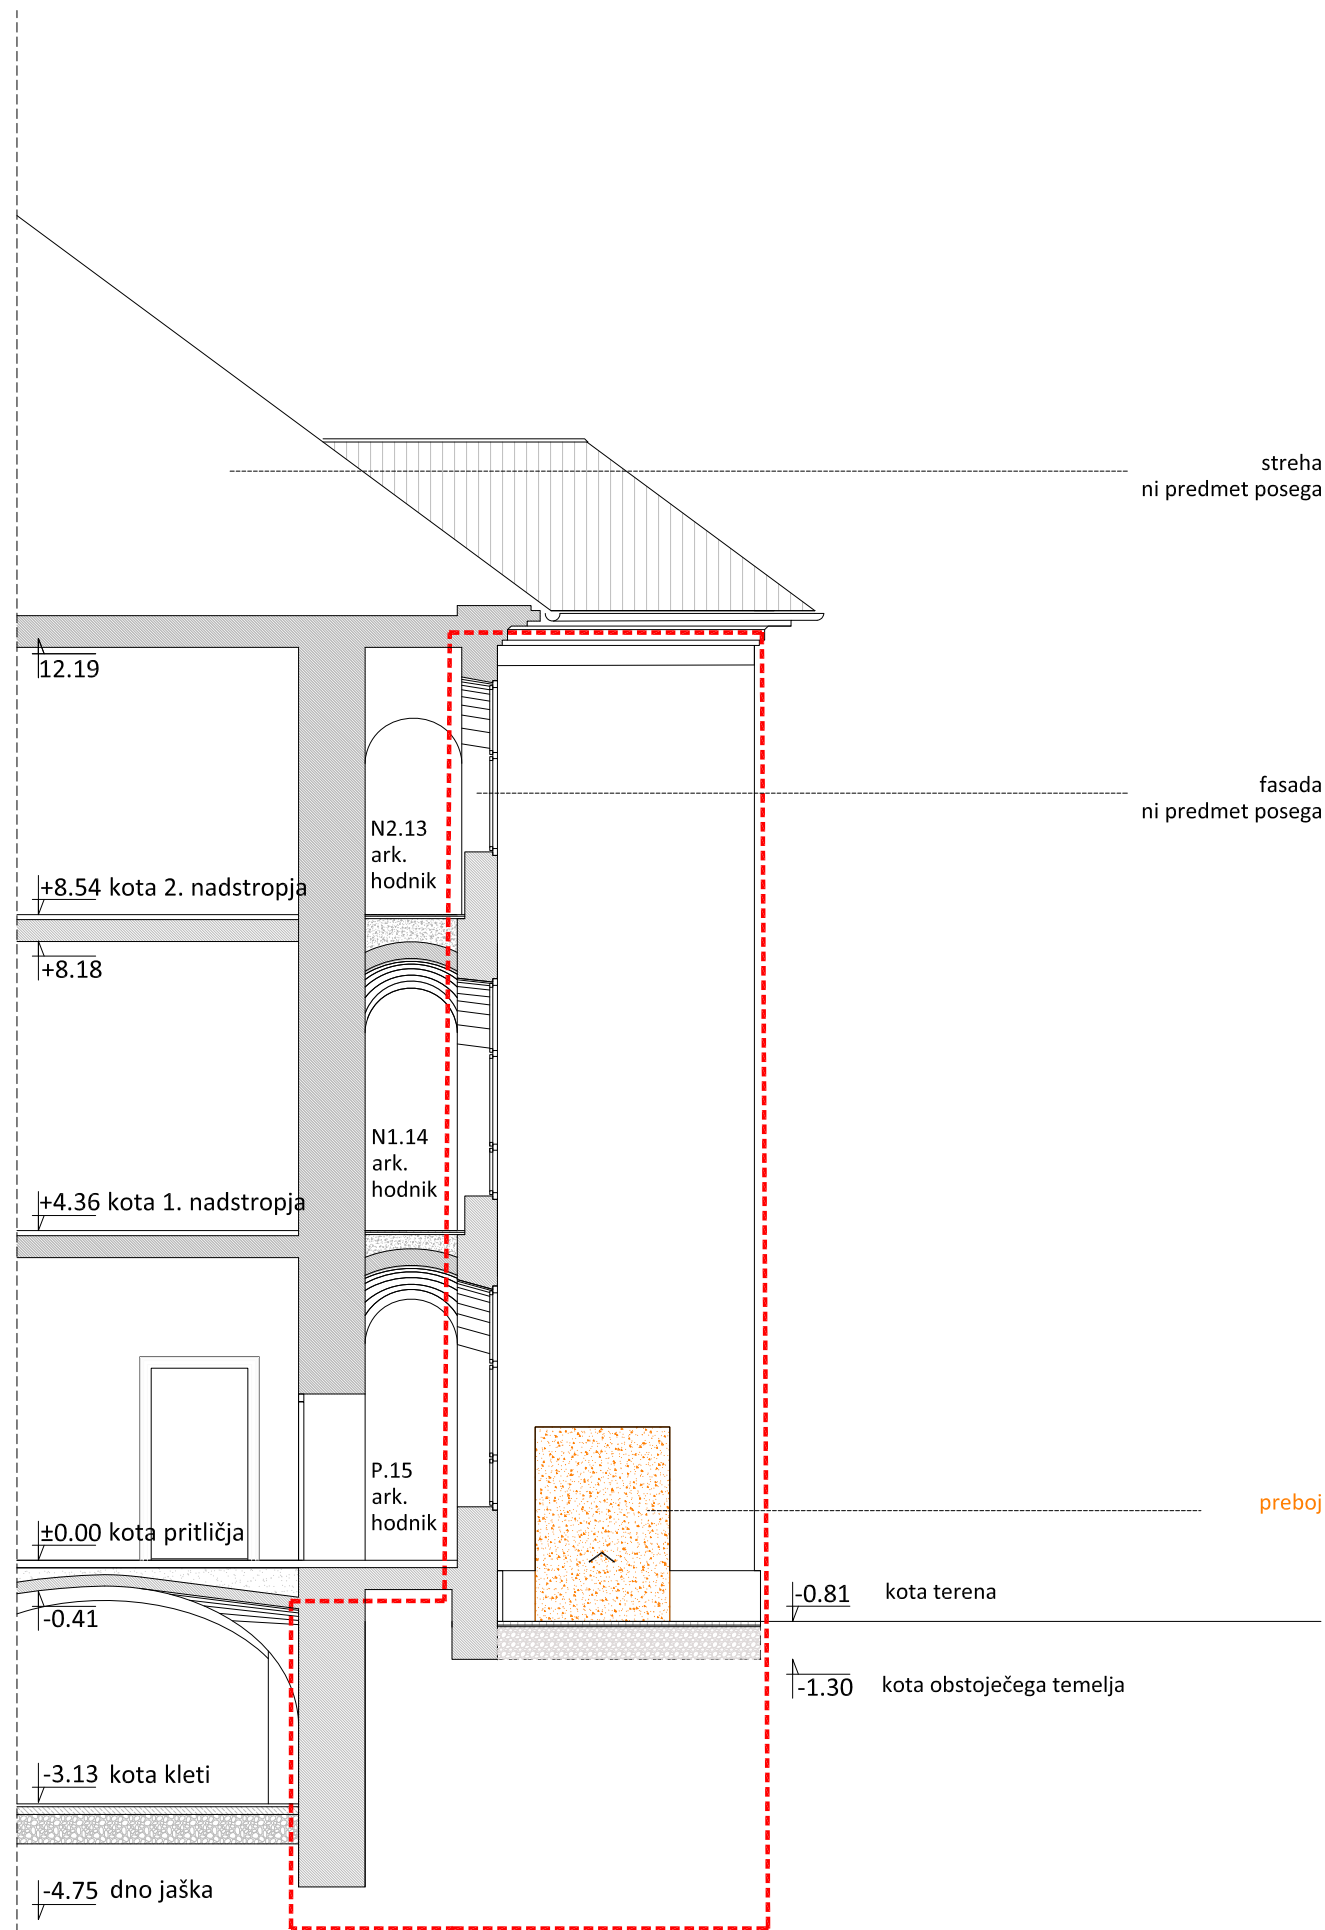 streha
ni predmet posega
12.19
fasada
ni predmet posega
N2.13
ark.
hodnik
+8.54 kota 2. nadstropja
+8.18
N1.14
ark.
hodnik
+4.36 kota 1. nadstropja
P.15
ark.
hodnik
preboj
±0.00 kota pritličja
-0.81 kota terena
-0.41
-1.30 kota obstoječega temelja
-3.13 kota kleti
-4.75 dno jaška